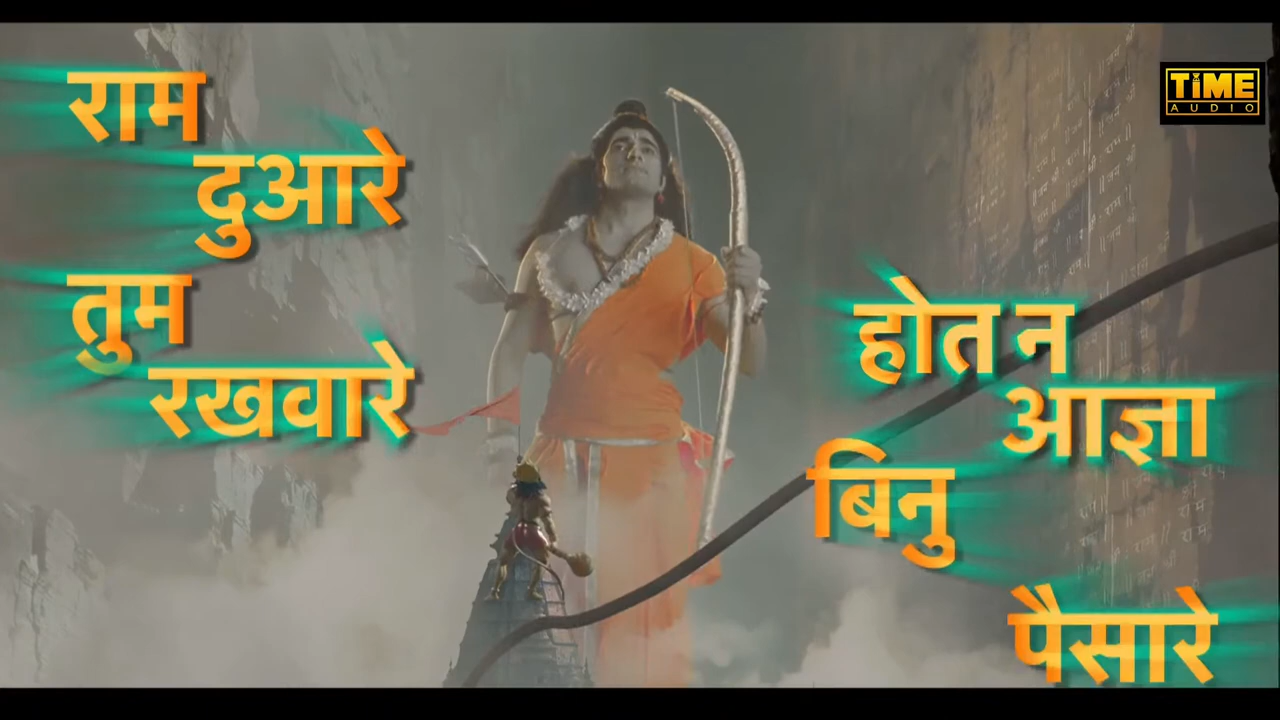 राम
दुआरे
तुम
रखवारे
होत न
आज्ञा
बिनु
पैसारे
TIME
AUDIO